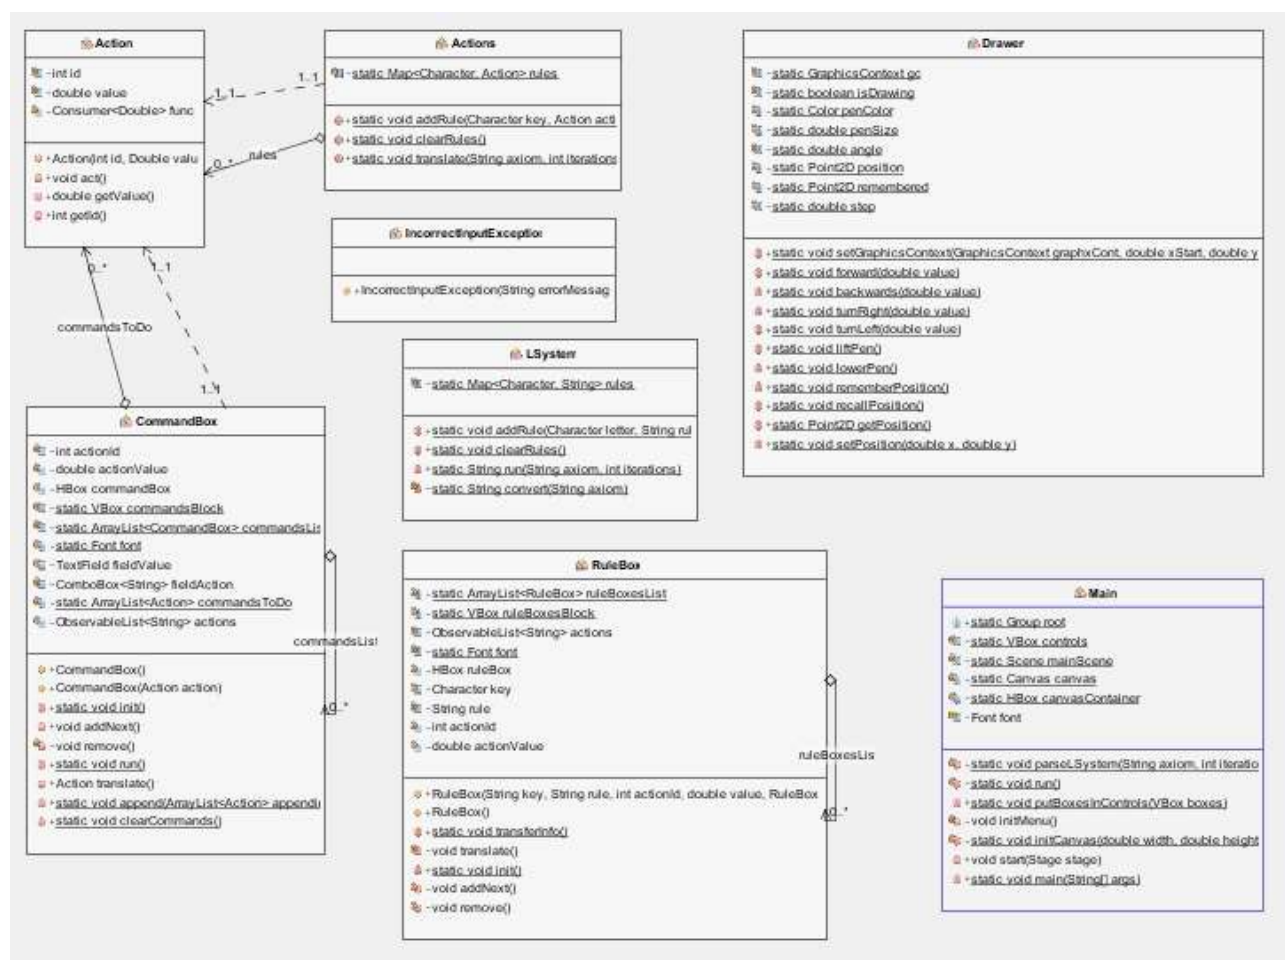 Action
-int id
-double value
-Consumer<Double> func
+Action(int id, Double valu
+void act()
+double getValue()
+int getId()
Actions
-static Map<Character, Action> rules
+static void addRule(Character key, Action acti
+static void clearRules()
+static void translate(String axiom, int iterations
1..1
1..1
0..*
rules
IncorrectInputException
+IncorrectInputException(String errorMessag
Drawer
-static GraphicsContext gc
-static boolean isDrawing
-static Color penColor
-static double penSize
-static double angle
-static Point2D position
-static Point2D remembered
-static double step
+static void setGraphicsContext(GraphicsContext graphxCont, double xStart, double y
+static void forward(double value)
+static void backwards(double value)
+static void turnRight(double value)
+static void turnLeft(double value)
+static void liftPen()
+static void lowerPen()
+static void rememberPosition()
+static void recallPosition()
+static Point2D getPosition()
+static void setPosition(double x, double y)
0..*
1..1
commandsToDo
1..1
LSystem
-static Map<Character, String> rules
+static void addRule(Character letter, String rul
+static void clearRules()
+static String run(String axiom, int iterations)
-static String convert(String axiom)
CommandBox
-int actionId
-double actionValue
-HBox commandBox
-static VBox commandsBlock
-static ArrayList<CommandBox> commandsLis
-static Font font
-TextField fieldValue
-ComboBox<String> fieldAction
-static ArrayList<Action> commandsToDo
-ObservableList<String> actions
+CommandBox()
+CommandBox(Action action)
+static void init()
+void addNext()
-void remove()
+static void run()
+Action translate()
+static void append(ArrayList<Action> appendi
+static void clearCommands()
commandsList
0..*
RuleBox
-static ArrayList<RuleBox> ruleBoxesList
-static VBox ruleBoxesBlock
-ObservableList<String> actions
-static Font font
-HBox ruleBox
-Character key
-String rule
-int actionId
-double actionValue
+RuleBox(String key, String rule, int actionId, double value, RuleBox
+RuleBox()
+static void transferInfo()
-void translate()
+static void init()
-void addNext()
-void remove()
ruleBoxesLis
0..*
Main
+static Group root
-static VBox controls
-static Scene mainScene
-static Canvas canvas
-static HBox canvasContainer
-Font font
-static void parseLSystem(String axiom, int iteratio
-static void run()
+static void putBoxesInControls(VBox boxes)
-void initMenu()
-static void initCanvas(double width, double height
+void start(Stage stage)
+static void main(String[] args)